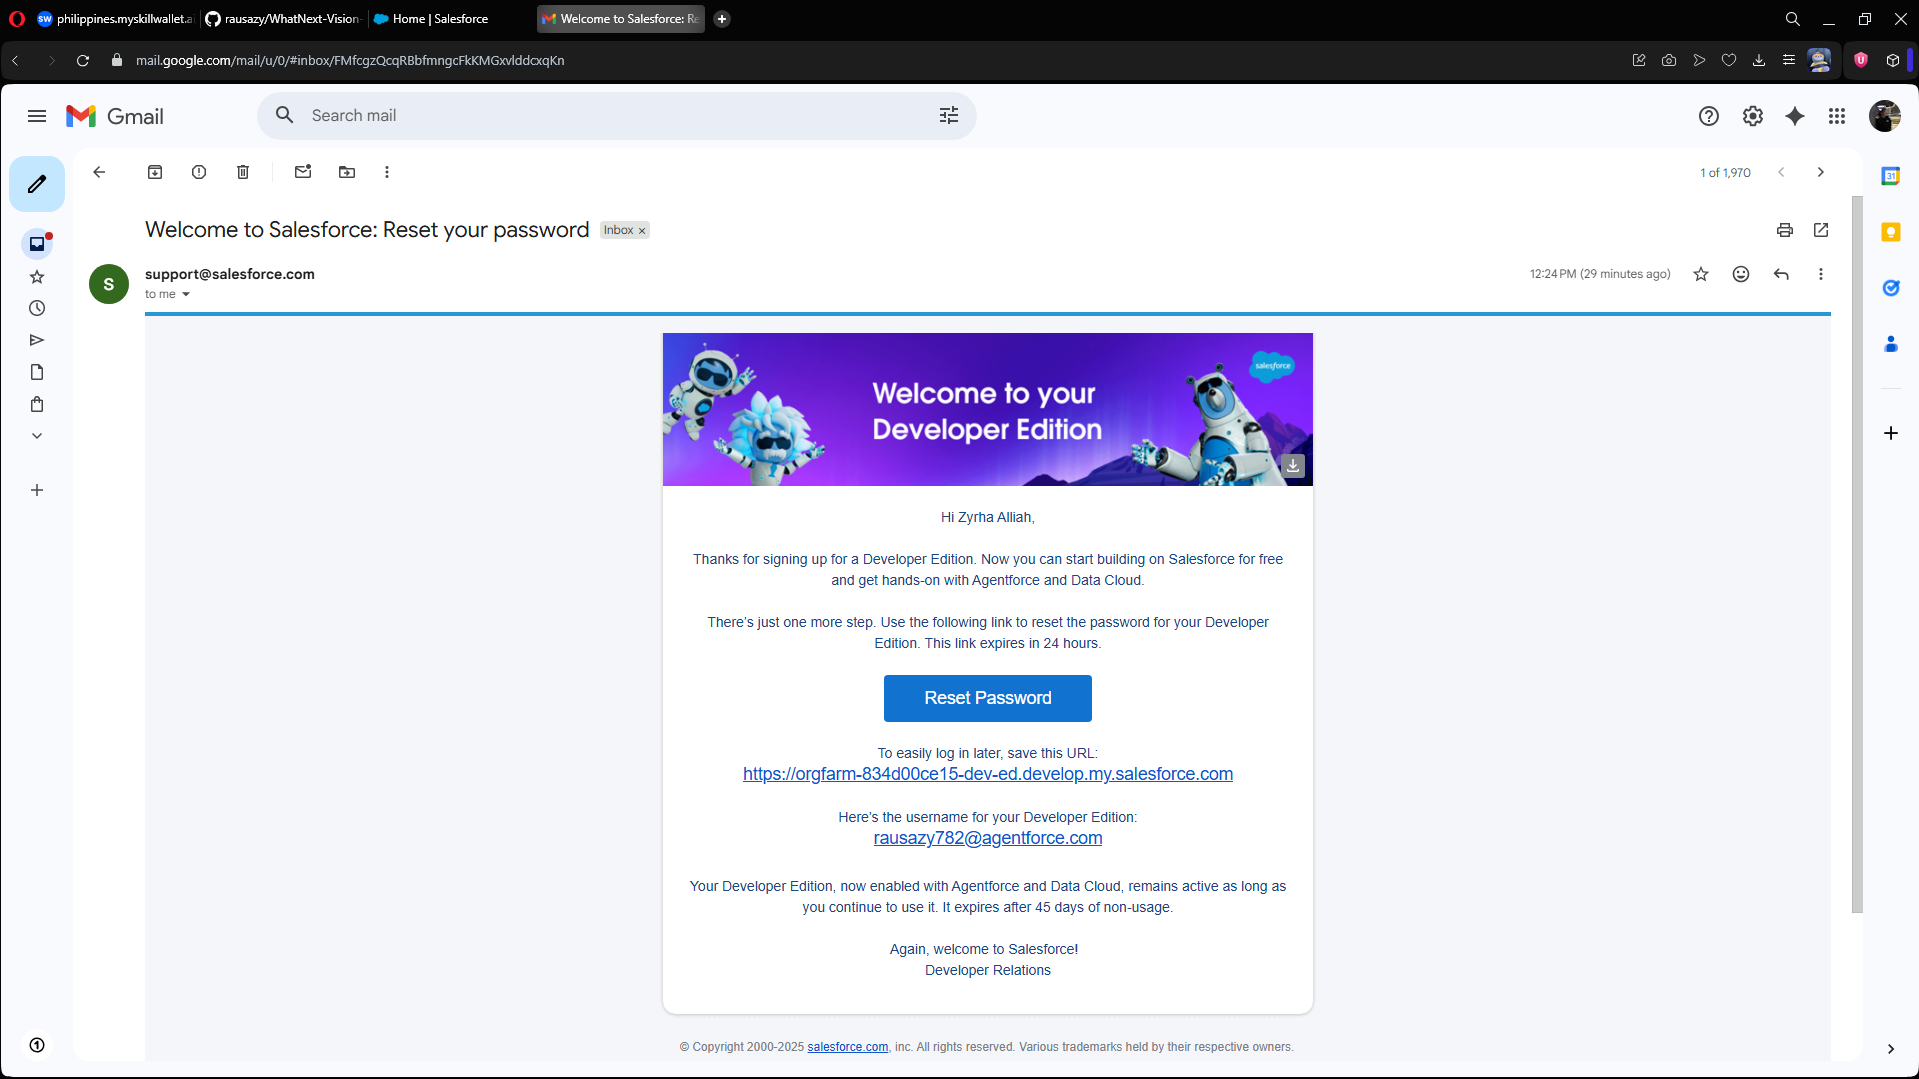 philippines.myskillwallet.a
rausazy/WhatNext-Vision-
Home | Salesforce
Welcome to Salesforce: Re
mail.google.com/mail/u/0/#inbox/FMfcgzQcqRBbfmngcFkKMGxvlddcxqKn
Gmail
Search mail
1 of 1,970
Welcome to Salesforce: Reset your password
Inbox ×
S
support@salesforce.com
12:24 PM (29 minutes ago)
to me
salesforce
Welcome to your
Developer Edition
Hi Zyrha Alliah,
Thanks for signing up for a Developer Edition. Now you can start building on Salesforce for free
and get hands-on with Agentforce and Data Cloud.
There's just one more step. Use the following link to reset the password for your Developer
Edition. This link expires in 24 hours.
Reset Password
To easily log in later, save this URL:
https://orgfarm-834d00ce15-dev-ed.develop.my.salesforce.com
Here's the username for your Developer Edition:
rausazy782@agentforce.com
Your Developer Edition, now enabled with Agentforce and Data Cloud, remains active as long as
you continue to use it. It expires after 45 days of non-usage.
Again, welcome to Salesforce!
Developer Relations
© Copyright 2000-2025 salesforce.com, inc. All rights reserved. Various trademarks held by their respective owners.